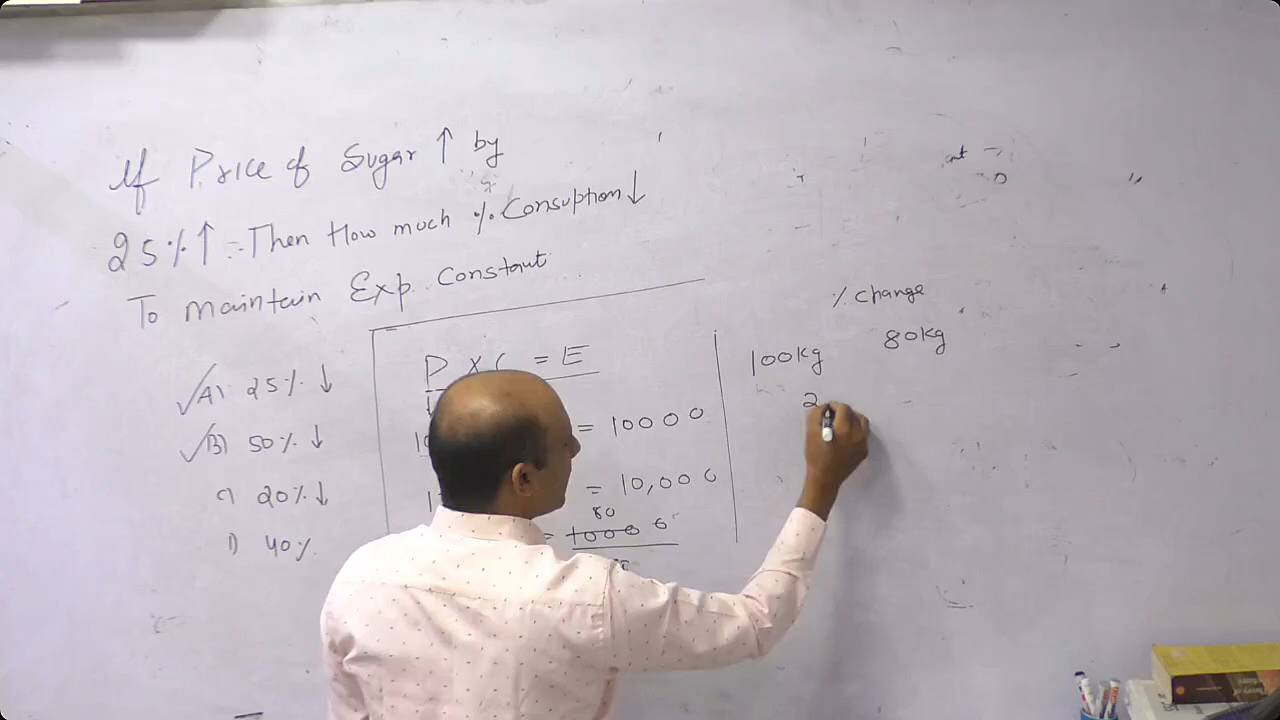 If Price of Sugar ↑ by
25%↑ Then How much % Consuption↓
To maintain Exp. Constant
A) 25% ↓
B) 50% ↓
C) 20% ↓
D) 40%
P X C = E
= 10000
= 10,000
80
= 10000
% Change
100kg 80kg
2